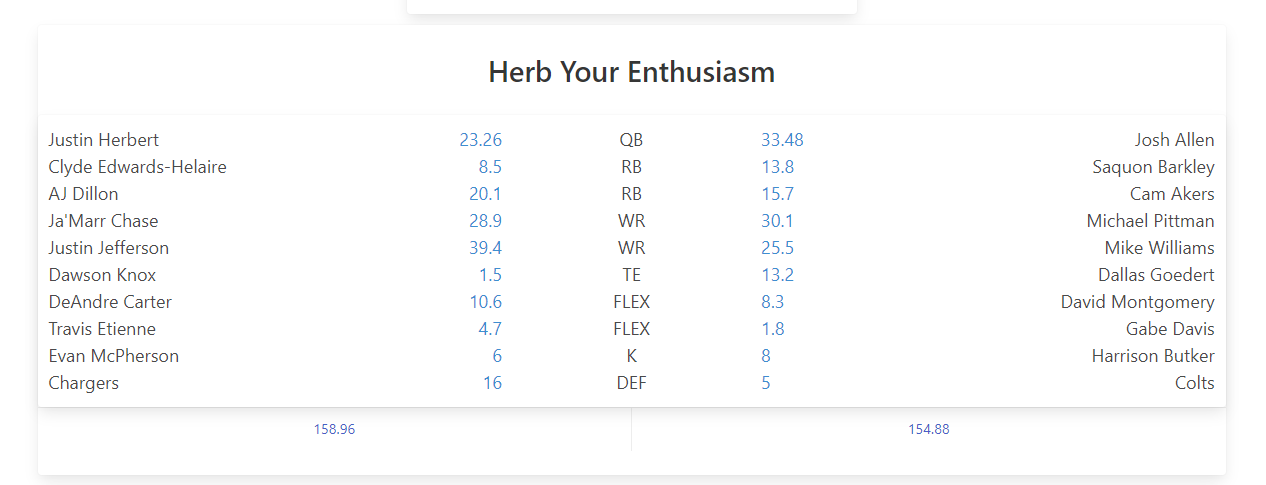 Herb Your Enthusiasm
Justin Herbert 23.26 QB 33.48 Josh Allen
Clyde Edwards-Helaire 8.5 RB 13.8 Saquon Barkley
AJ Dillon 20.1 RB 15.7 Cam Akers
Ja'Marr Chase 28.9 WR 30.1 Michael Pittman
Justin Jefferson 39.4 WR 25.5 Mike Williams
Dawson Knox 1.5 TE 13.2 Dallas Goedert
DeAndre Carter 10.6 FLEX 8.3 David Montgomery
Travis Etienne 4.7 FLEX 1.8 Gabe Davis
Evan McPherson 6 K 8 Harrison Butker
Chargers 16 DEF 5 Colts
158.96 154.88